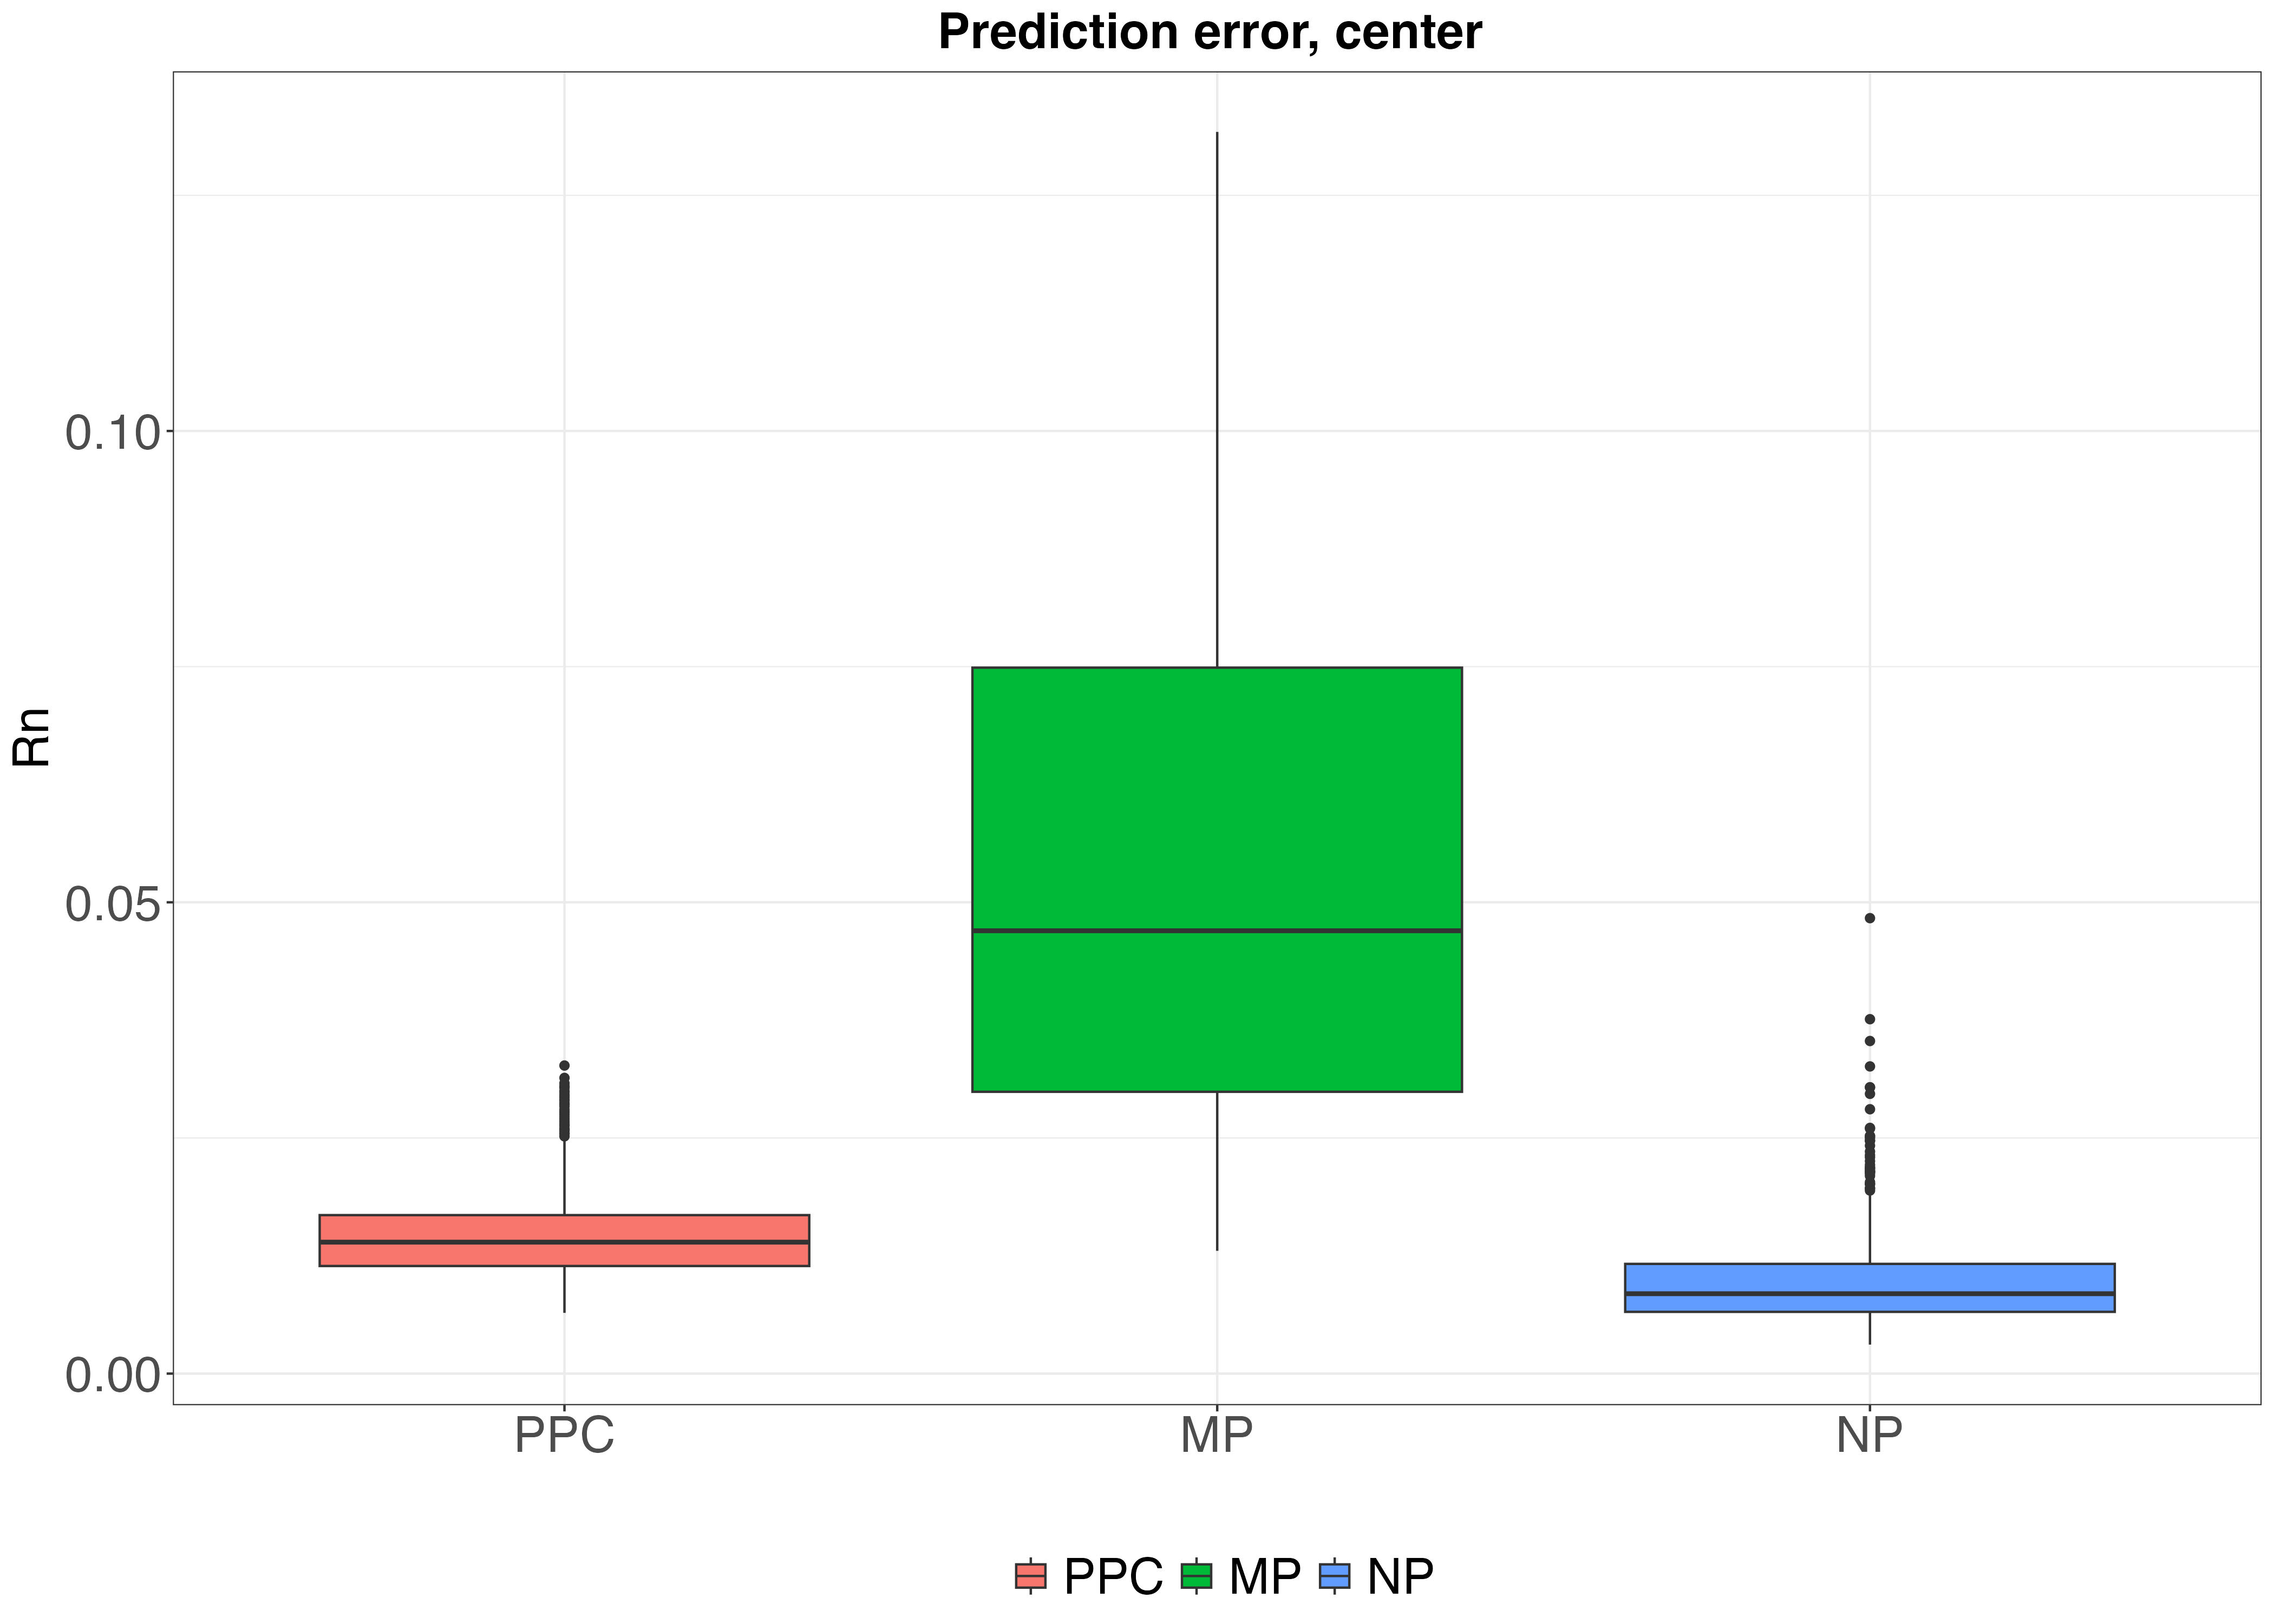 Prediction error, center
Rn
0.10
0.05
0.00
PPC MP NP
PPC MP NP